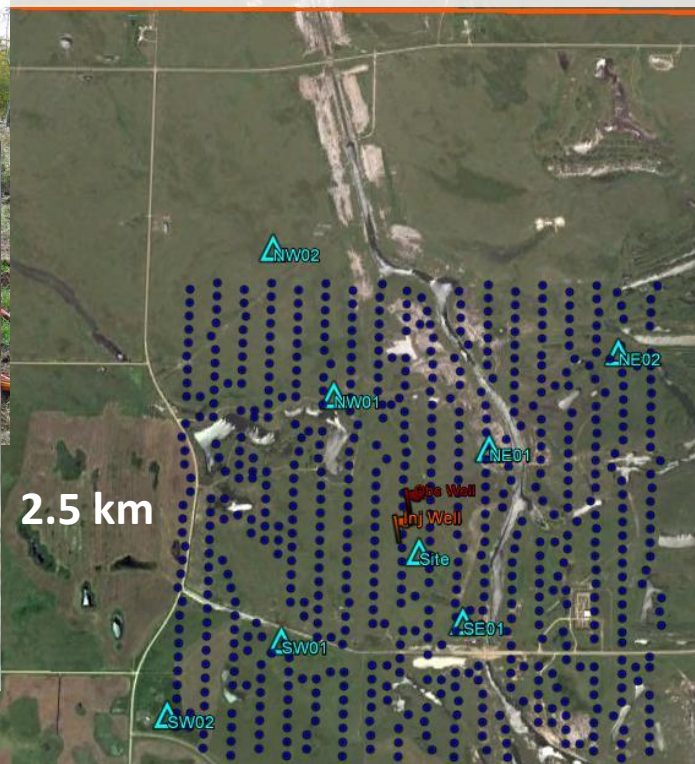 NW02
NE02
NW01
NE01
2.5 km
Obs Well
Inj Well
Site
SE01
SW01
SW02